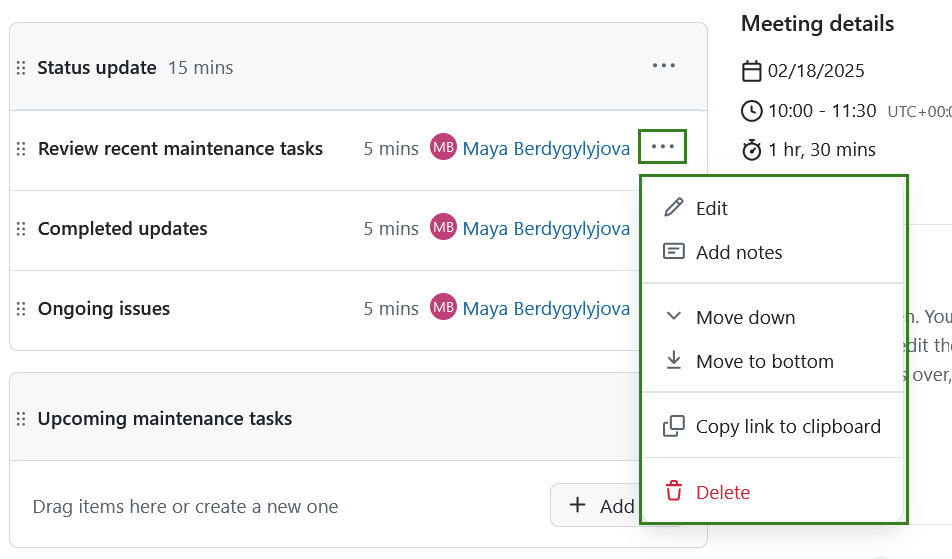 Status update 15 mins
Review recent maintenance tasks 5 mins MB Maya Berdygylyjova
Completed updates 5 mins MB Maya Berdygylyjova
Ongoing issues 5 mins MB Maya Berdygylyjova
Upcoming maintenance tasks
Drag items here or create a new one
Add
Meeting details
02/18/2025
10:00 - 11:30 UTC+00:
1 hr, 30 mins
Edit
Add notes
Move down
Move to bottom
Copy link to clipboard
Delete
You
edit
over,